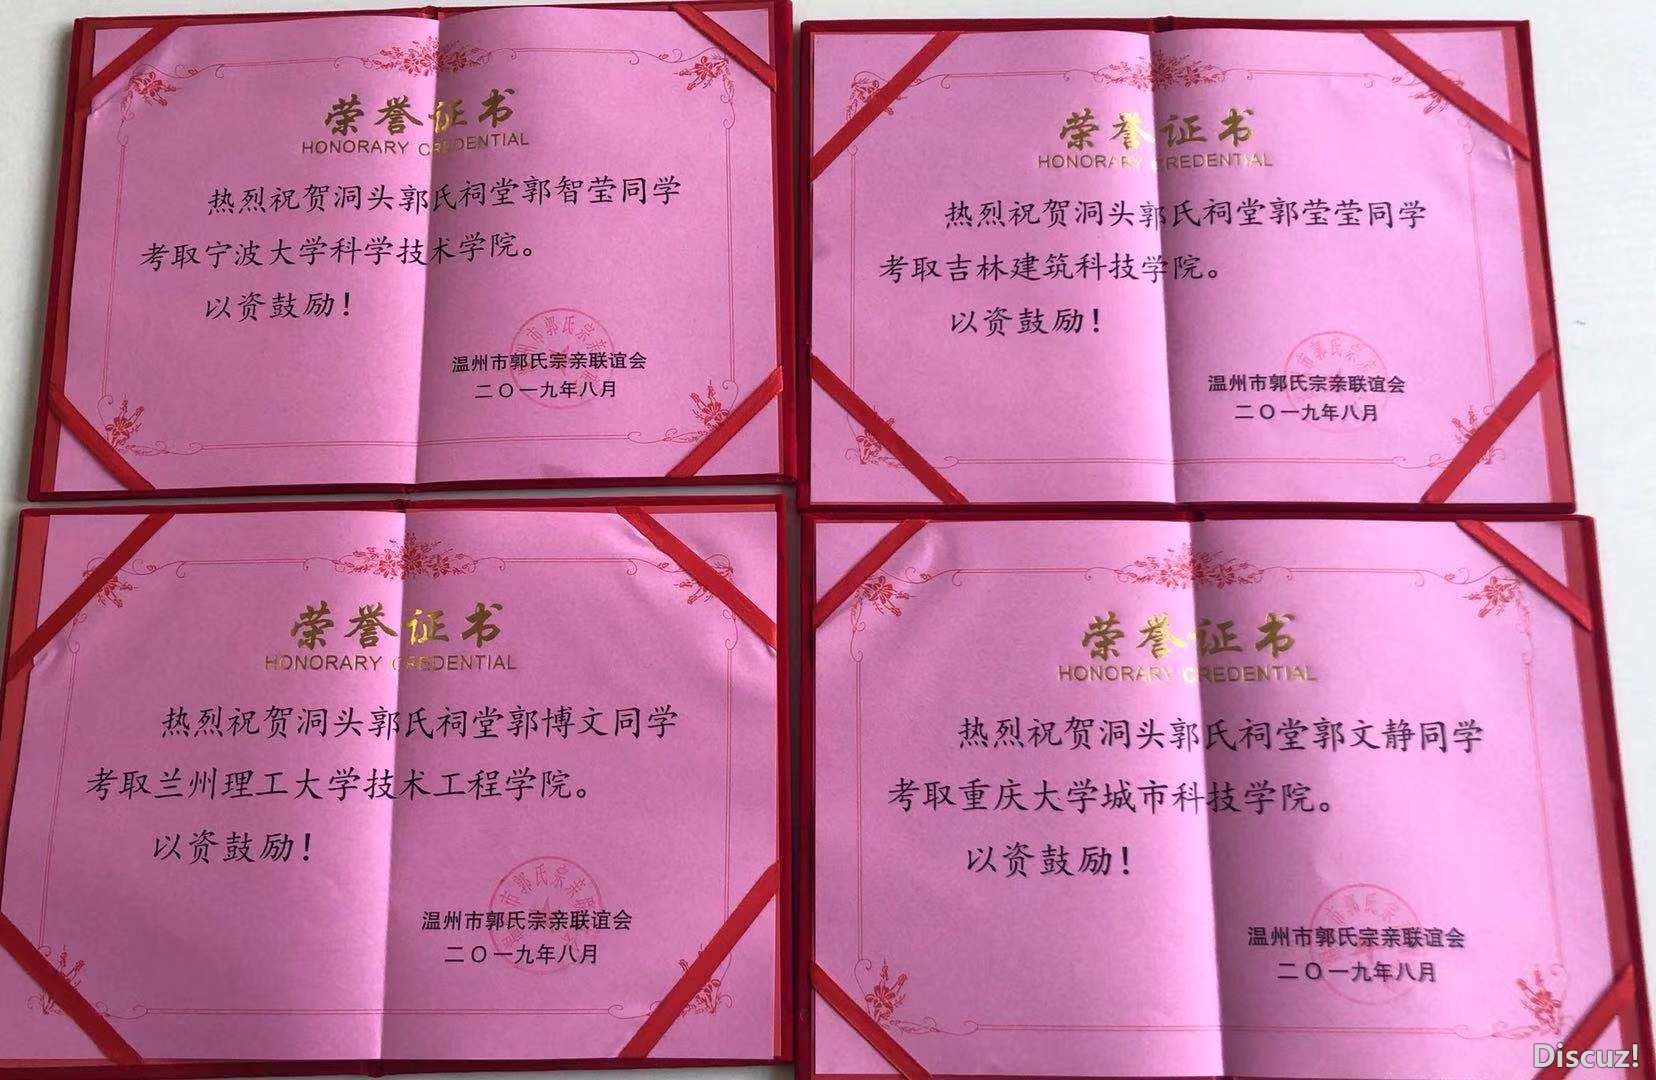 荣誉证书
HONORARY CREDENTIAL
热烈祝贺洞头郭氏祠堂郭智莹同学
考取宁波大学科学技术学院。
以资鼓励！
温州市郭氏宗亲联谊会
二〇一九年八月
荣誉证书
HONORARY CREDENTIAL
热烈祝贺洞头郭氏祠堂郭莹莹同学
考取吉林建筑科技学院。
以资鼓励！
温州市郭氏宗亲联谊会
二〇一九年八月
荣誉证书
HONORARY CREDENTIAL
热烈祝贺洞头郭氏祠堂郭博文同学
考取兰州理工大学技术工程学院。
以资鼓励！
温州市郭氏宗亲联谊会
二〇一九年八月
荣誉证书
HONORARY CREDENTIAL
热烈祝贺洞头郭氏祠堂郭文静同学
考取重庆大学城市科技学院。
以资鼓励！
温州市郭氏宗亲联谊会
二〇一九年八月
Discuz!